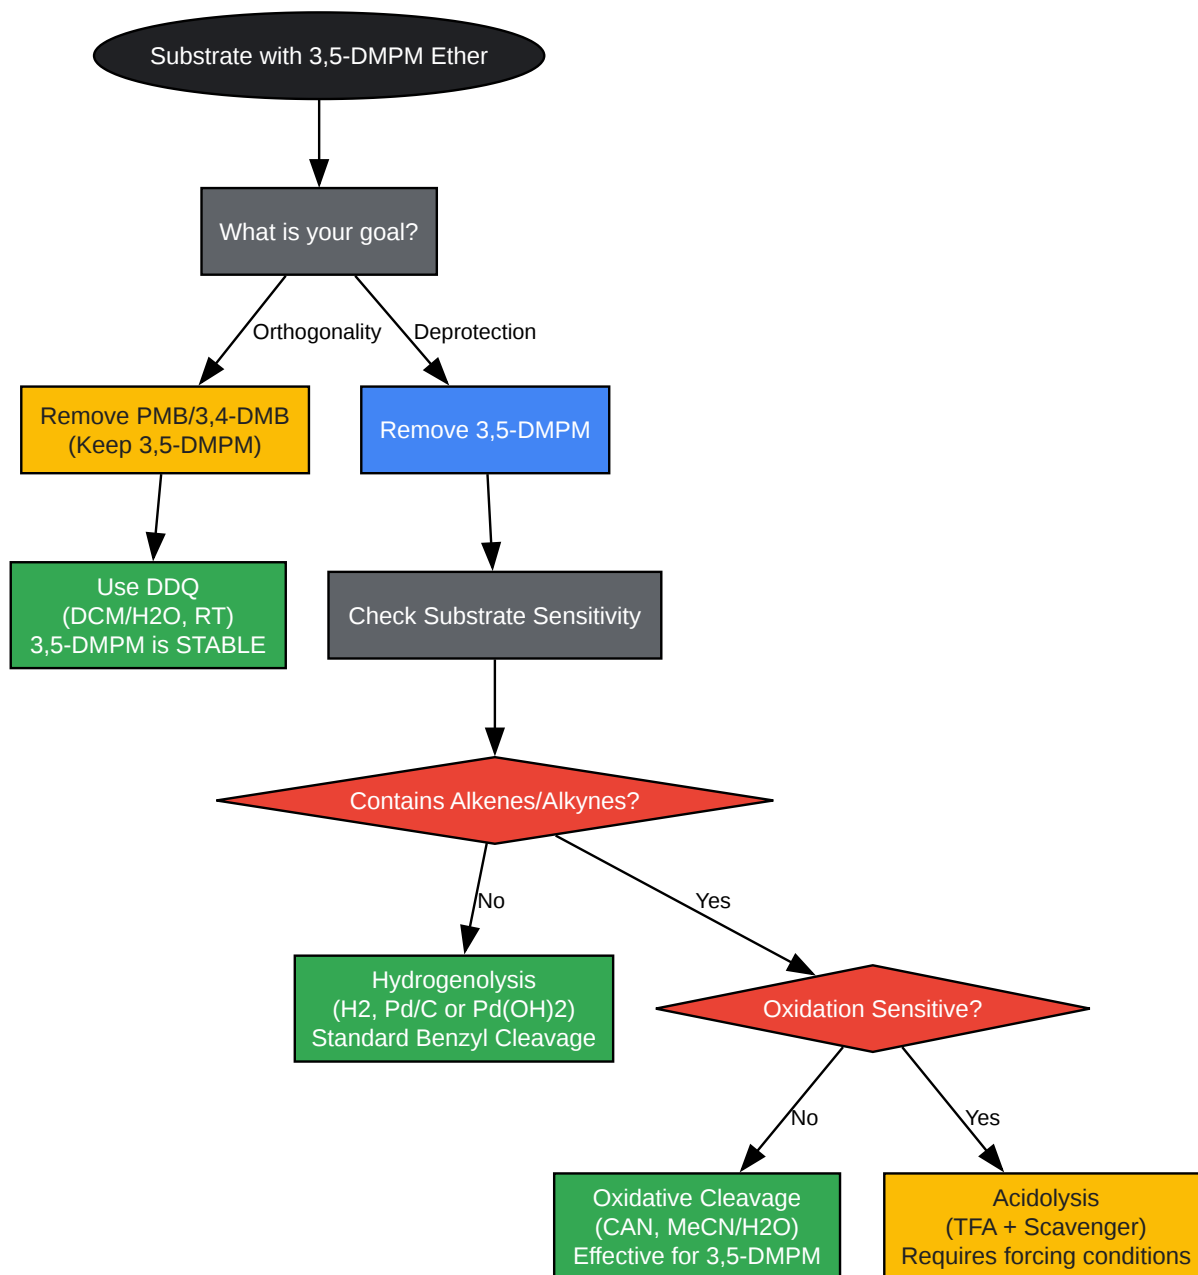 Substrate with 3,5-DMPM Ether
What is your goal?
Orthogonality
Deprotection
Remove PMB/3,4-DMB
(Keep 3,5-DMPM)
Remove 3,5-DMPM
Use DDQ
(DCM/H2O, RT)
3,5-DMPM is STABLE
Check Substrate Sensitivity
Contains Alkenes/Alkynes?
No
Yes
Hydrogenolysis
(H2, Pd/C or Pd(OH)2)
Standard Benzyl Cleavage
Oxidation Sensitive?
No
Yes
Oxidative Cleavage
(CAN, MeCN/H2O)
Effective for 3,5-DMPM
Acidolysis
(TFA + Scavenger)
Requires forcing conditions